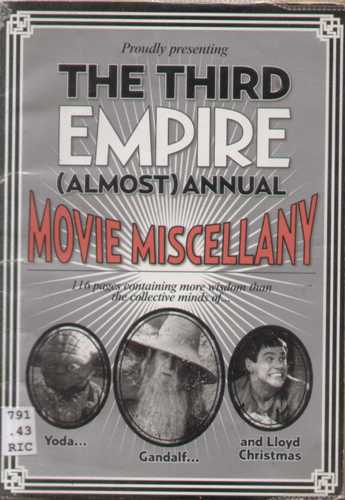 Proudly presenting
THE THIRD
EMPIRE
(ALMOST) ANNUAL
MOVIE MISCELLANY
116 pages containing more wisdom than
the collective minds of...
791
.43
RIC
Yoda...
Gandalf...
and Lloyd
Christmas